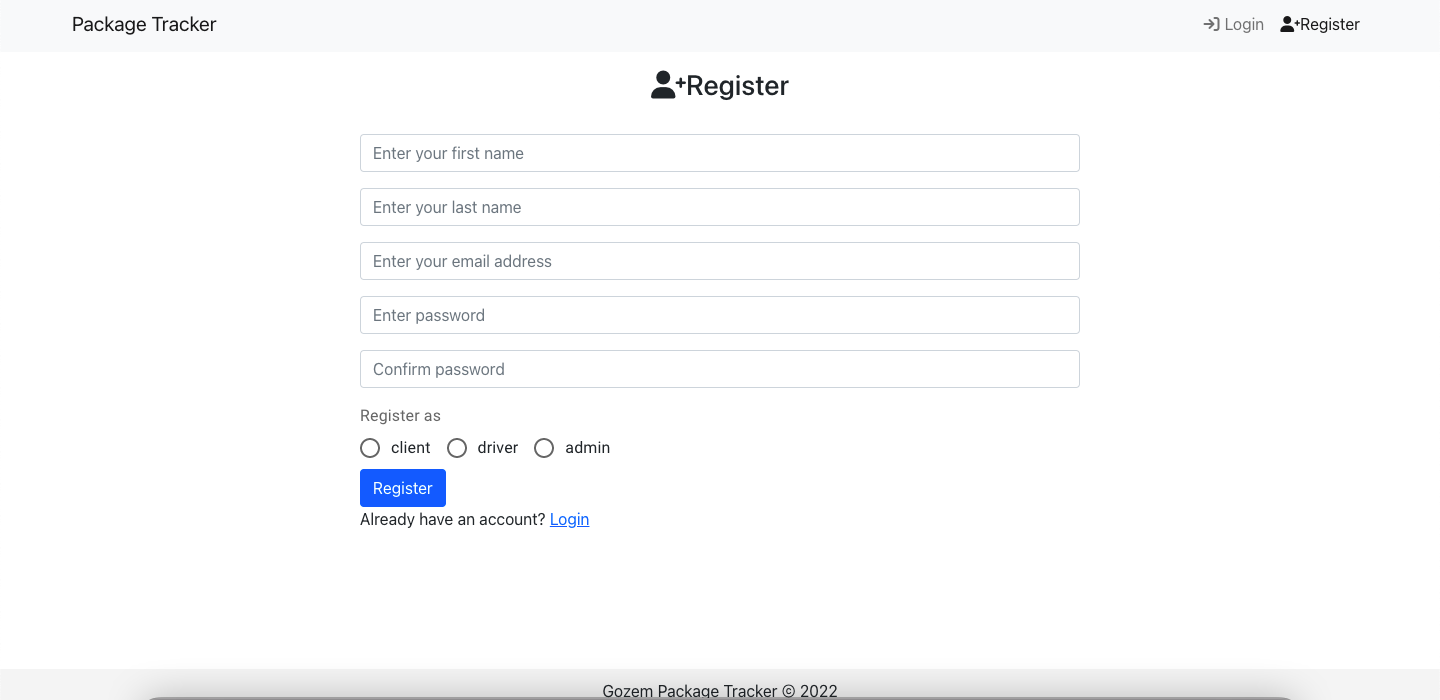 Package Tracker
Login Register
Register
Enter your first name
Enter your last name
Enter your email address
Enter password
Confirm password
Register as
client driver admin
Register
Already have an account? Login
Gozem Package Tracker © 2022